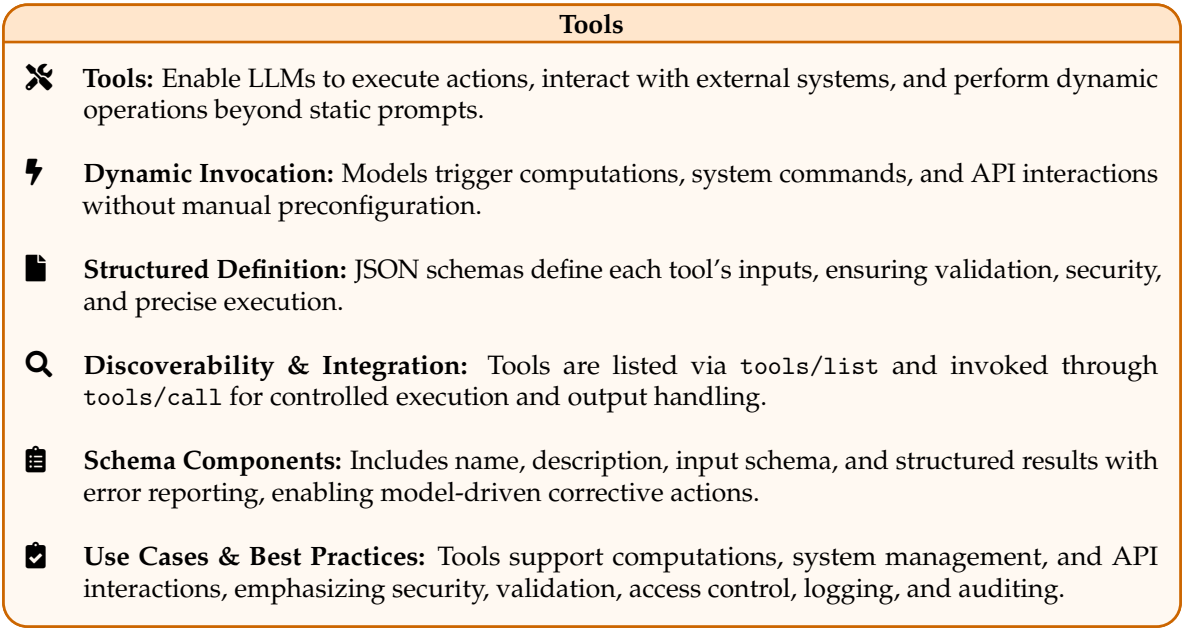 Tools
Tools: Enable LLMs to execute actions, interact with external systems, and perform dynamic
operations beyond static prompts.
Dynamic Invocation: Models trigger computations, system commands, and API interactions
without manual preconfiguration.
Structured Definition: JSON schemas define each tool's inputs, ensuring validation, security,
and precise execution.
Discoverability & Integration: Tools are listed via tools/list and invoked through
tools/call for controlled execution and output handling.
Schema Components: Includes name, description, input schema, and structured results with
error reporting, enabling model-driven corrective actions.
Use Cases & Best Practices: Tools support computations, system management, and API
interactions, emphasizing security, validation, access control, logging, and auditing.